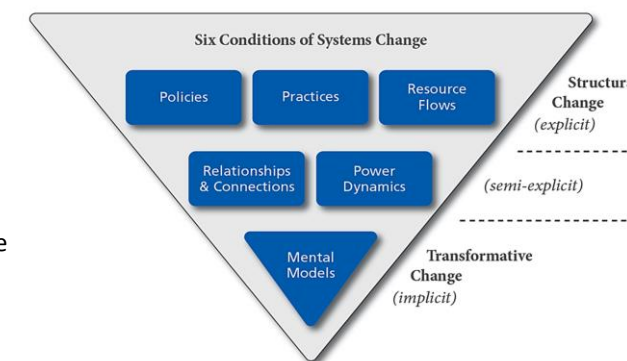 Six Conditions of Systems Change
Policies
Practices
Resource
Flows
Structura
Change
(explicit)
Relationships
& Connections
Power
Dynamics
(semi-explicit)
e
Mental
Models
Transformative
Change
(implicit)